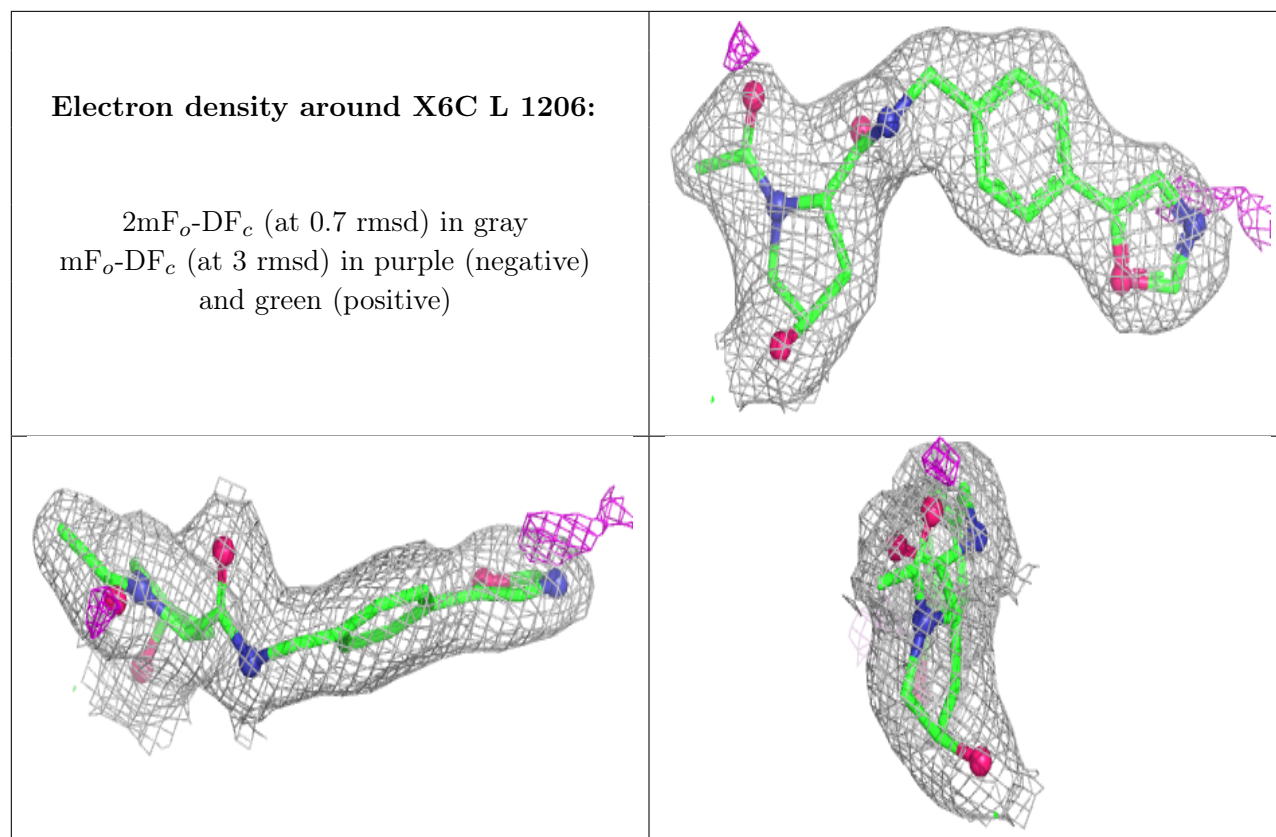 Electron density around X6C L 1206:
2mFo-DFc (at 0.7 rmsd) in gray
mFo-DFc (at 3 rmsd) in purple (negative)
and green (positive)